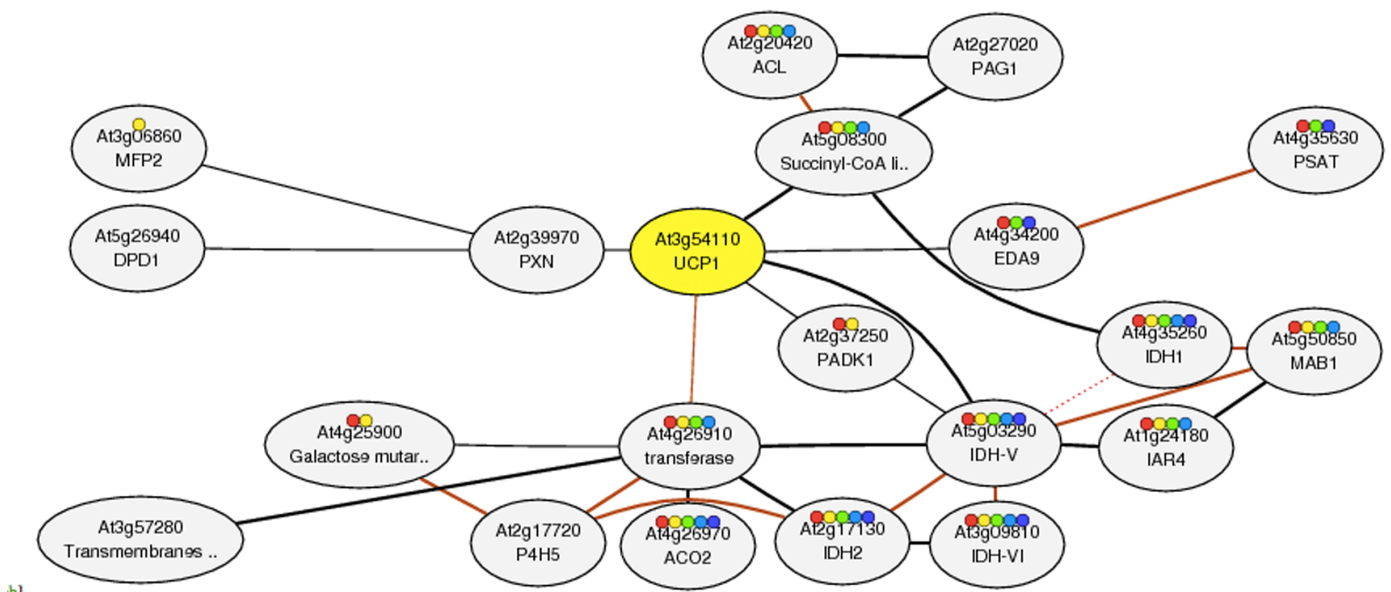 At2g20420
ACL
At2g27020
PAG1
At3g06860
MFP2
At5g08300
Succinyl-CoA li..
At4g35630
PSAT
At5g26940
DPD1
At2g39970
PXN
At3g54110
UCP1
At4g34200
EDA9
At2g37250
PADK1
At4g35260
IDH1
At5g50850
MAB1
At4g25900
Galactose mutar..
At4g26910
transferase
At5g03290
IDH-V
At1g24180
IAR4
At3g57280
Transmembranes ..
At2g17720
P4H5
At4g26970
ACO2
At2g17130
IDH2
At3g09810
IDH-VI